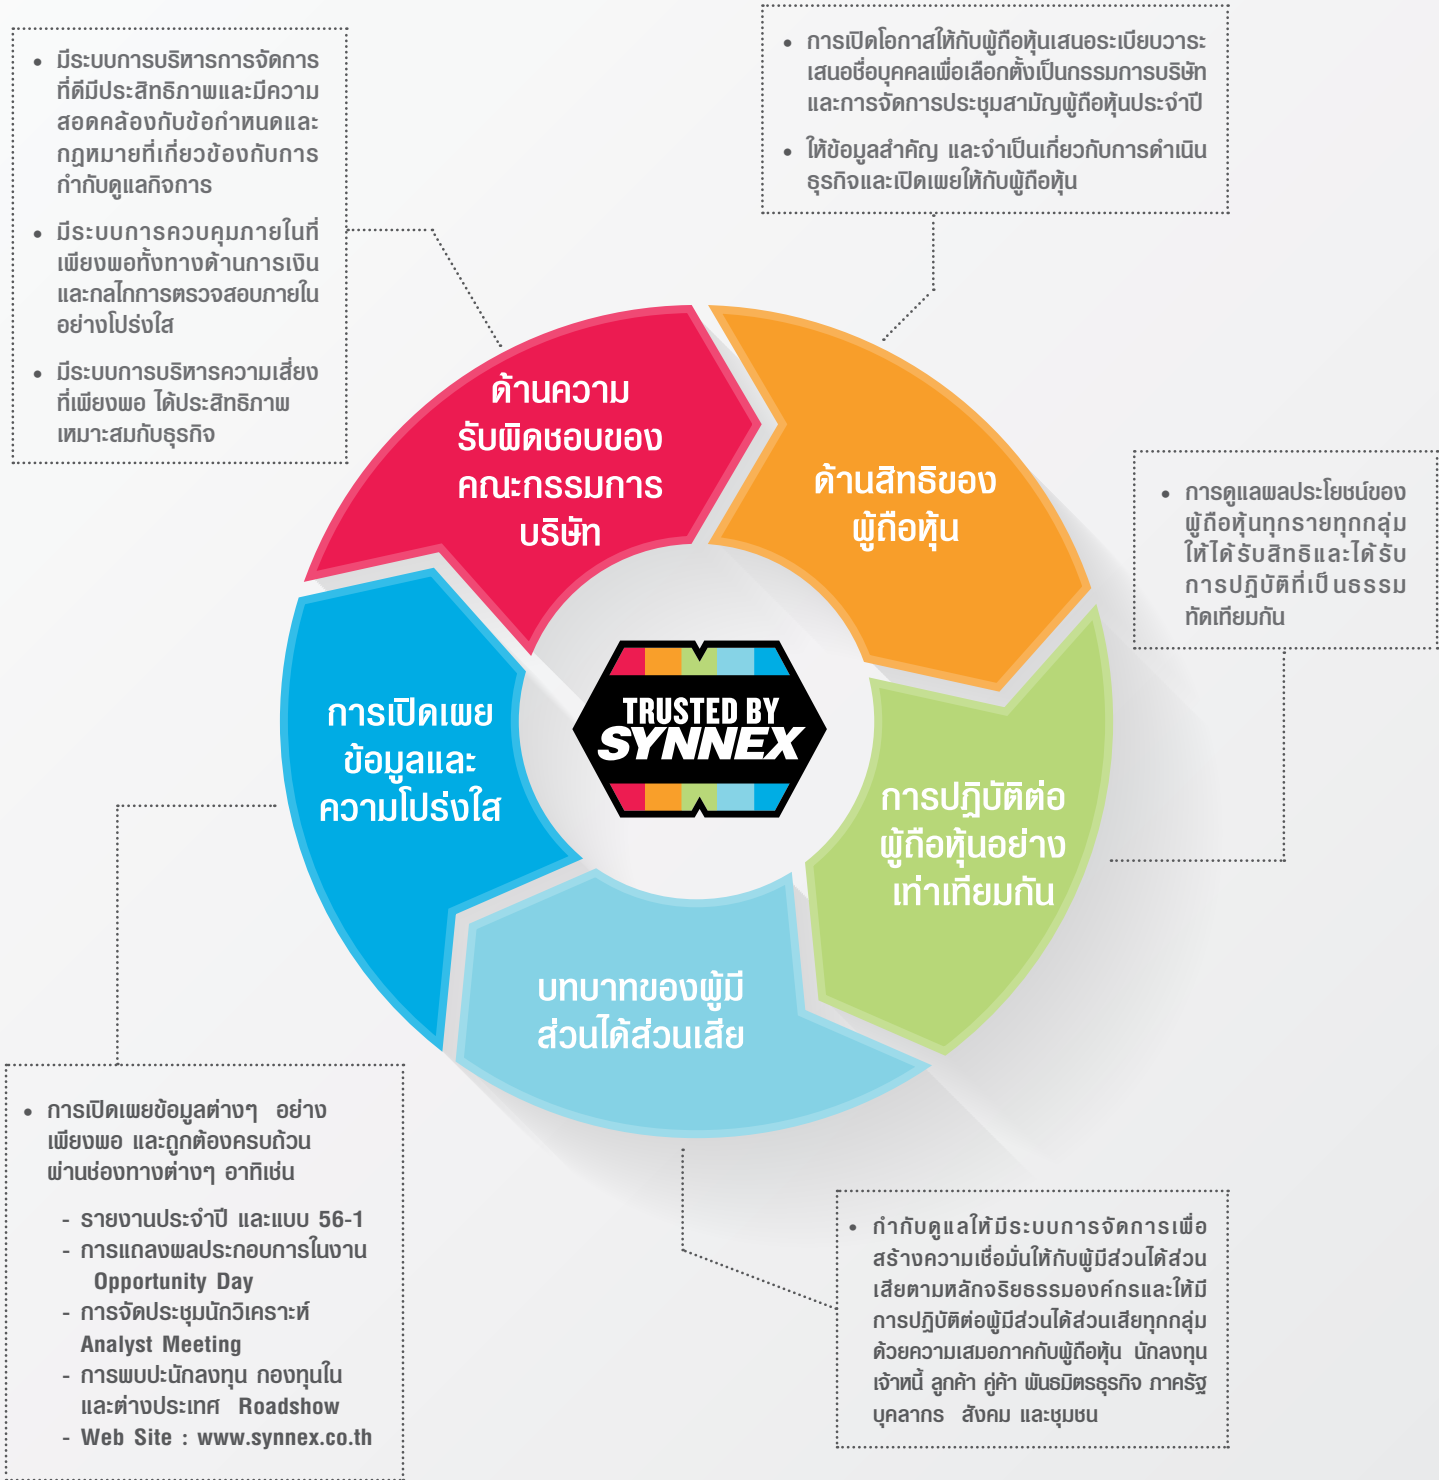 • มีระบบการบริหารการจัดการ
ที่ดีมีประสิทธิภาพและมีความ
สอดคล้องกับข้อกำหนดและ
กฎหมายที่เกี่ยวข้องกับการ
กำกับดูแลกิจการ
• มีระบบการควบคุมภายในที่
เพียงพอทั้งทางด้านการเงิน
และกลไกการตรวจสอบภายใน
อย่างโปร่งใส
• มีระบบการบริหารความเสี่ยง
ที่เพียงพอ ได้ประสิทธิภาพ
เหมาะสมกับธุรกิจ
• การเปิดโอกาสให้กับผู้ถือหุ้นเสนอระเบียบวาระ
เสนอชื่อบุคคลเพื่อเลือกตั้งเป็นกรรมการบริษัท
และการจัดการประชุมสามัญผู้ถือหุ้นประจำปี
• ให้ข้อมูลสำคัญ และจำเป็นเกี่ยวกับการดำเนิน
ธุรกิจและเปิดเผยให้กับผู้ถือหุ้น
ด้านความ
รับผิดชอบของ
คณะกรรมการ
บริษัท
ด้านสิทธิของ
ผู้ถือหุ้น
• การดูแลผลประโยชน์ของ
ผู้ถือหุ้นทุกรายทุกกลุ่ม
ให้ได้รับสิทธิและได้รับ
การปฏิบัติที่เป็นธรรม
ทัดเทียมกัน
การเปิดเผย
ข้อมูลและ
ความโปร่งใส
TRUSTED BY
SYNNEX
การปฏิบัติต่อ
ผู้ถือหุ้นอย่าง
เท่าเทียมกัน
บทบาทของผู้มี
ส่วนได้ส่วนเสีย
• การเปิดเผยข้อมูลต่างๆ อย่าง
เพียงพอ และถูกต้องครบถ้วน
ผ่านช่องทางต่างๆ อาทิเช่น
- รายงานประจำปี และแบบ 56-1
- การแถลงผลประกอบการในงาน
Opportunity Day
- การจัดประชุมนักวิเคราะห์
Analyst Meeting
- การพบปะนักลงทุน กองทุนใน
และต่างประเทศ Roadshow
- Web Site : www.synnex.co.th
• กำกับดูแลให้มีระบบการจัดการเพื่อ
สร้างความเชื่อมั่นให้กับผู้มีส่วนได้ส่วน
เสียตามหลักจริยธรรมองค์กรและให้มี
การปฏิบัติต่อผู้มีส่วนได้ส่วนเสียทุกกลุ่ม
ด้วยความเสมอภาคกับผู้ถือหุ้น นักลงทุน
เจ้าหนี้ ลูกค้า คู่ค้า พันธมิตรธุรกิจ ภาครัฐ
บุคลากร สังคม และชุมชน